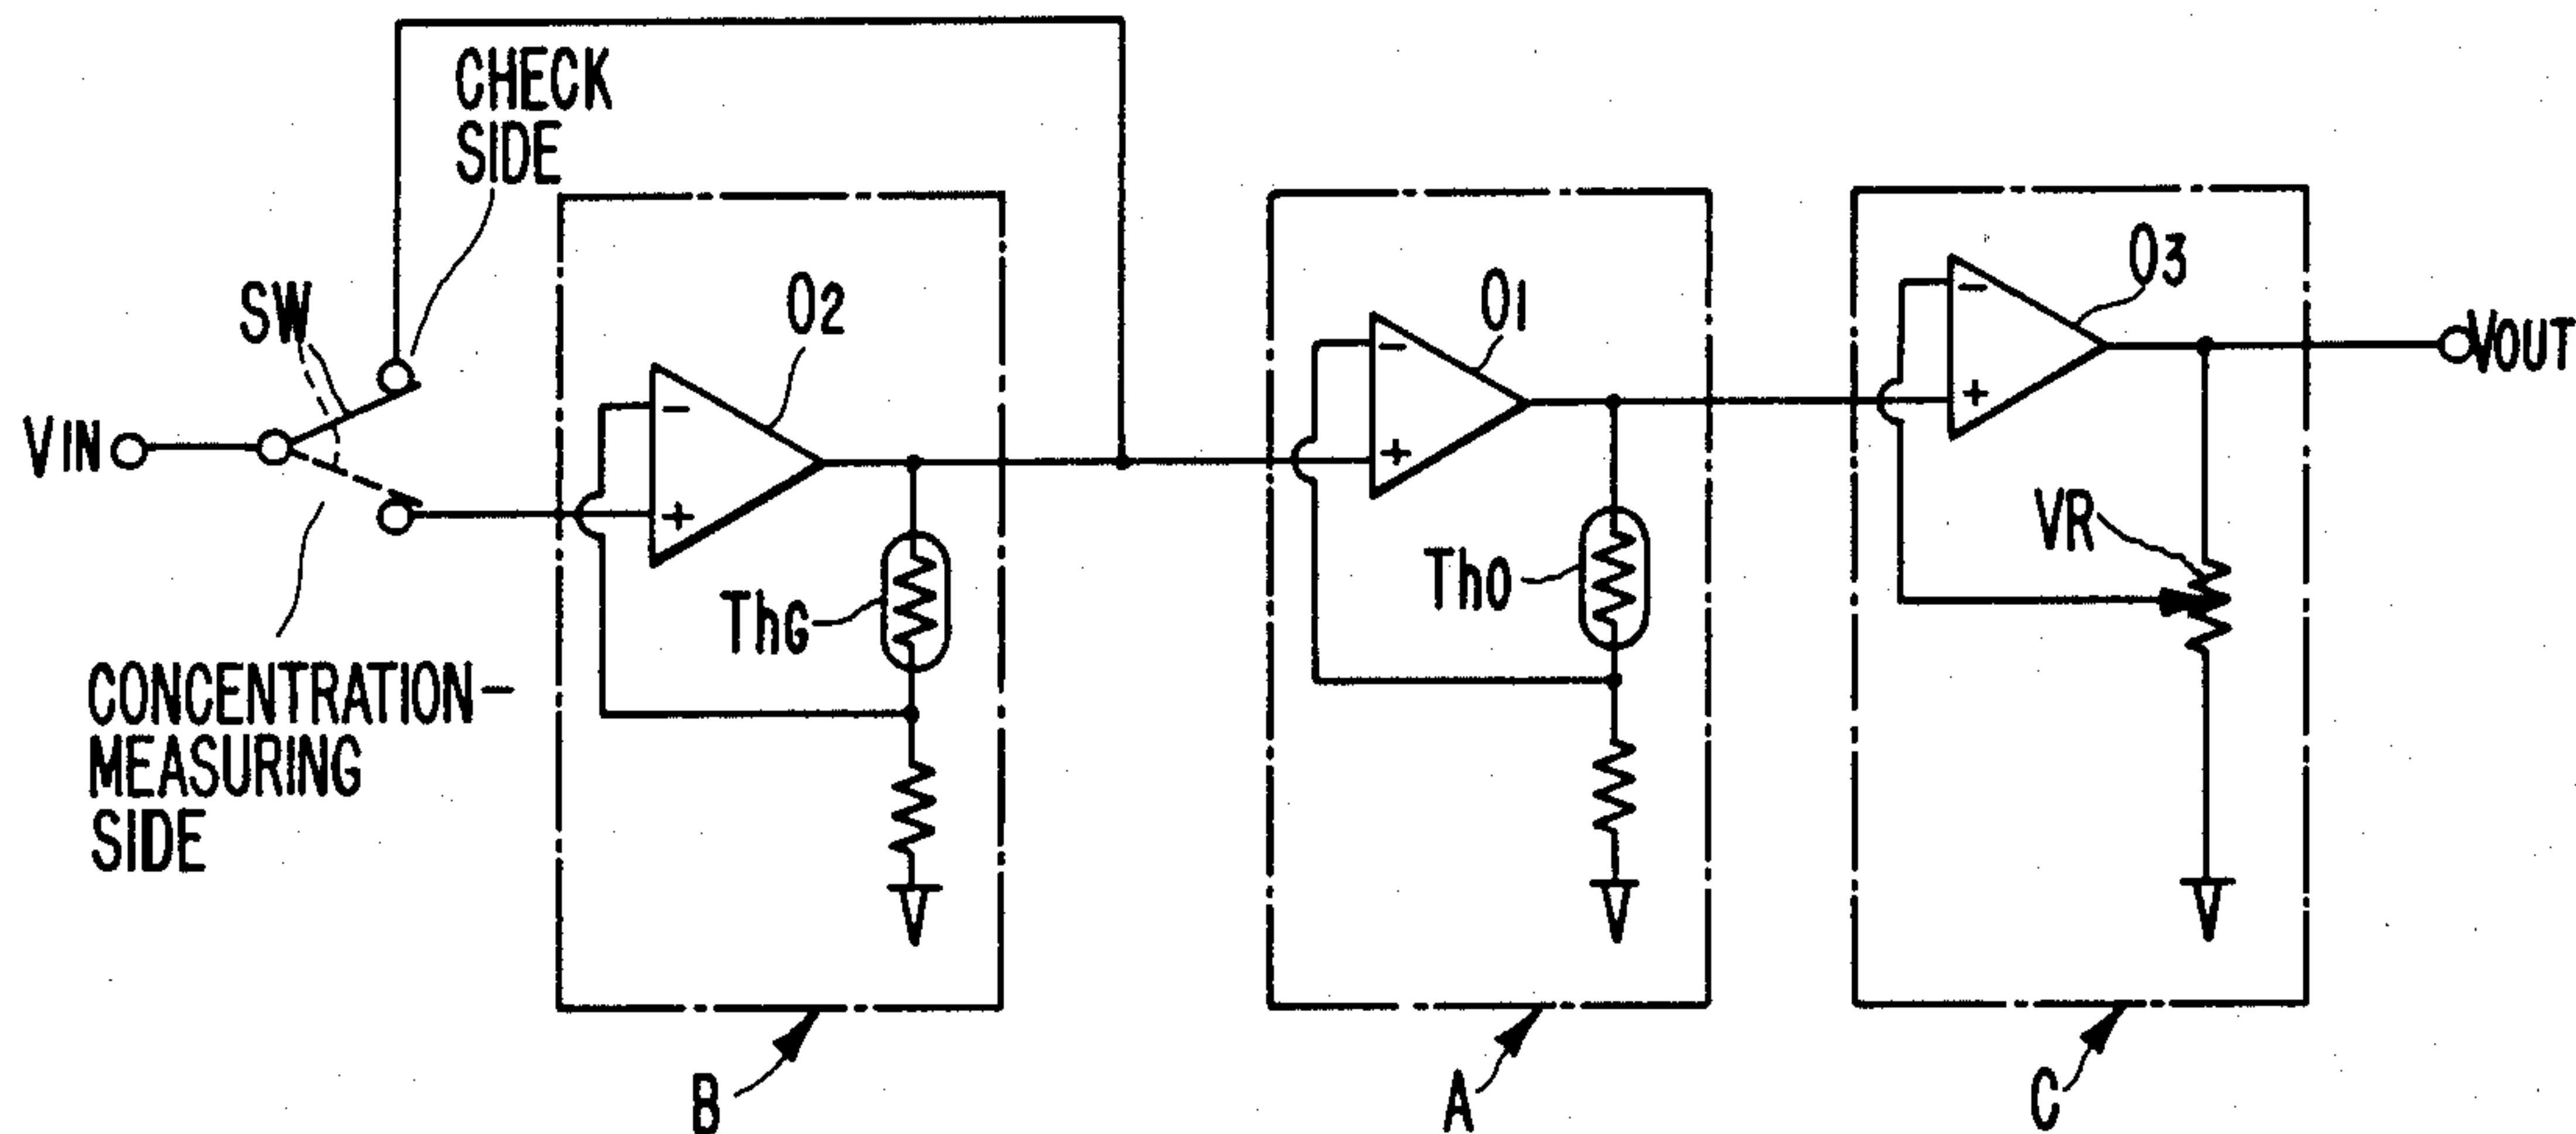 CHECK
SIDE
SW
O2
O1
O3
VIN
VOUT
ThG
ThO
VR
CONCENTRATION-
MEASURING
SIDE
B
A
C